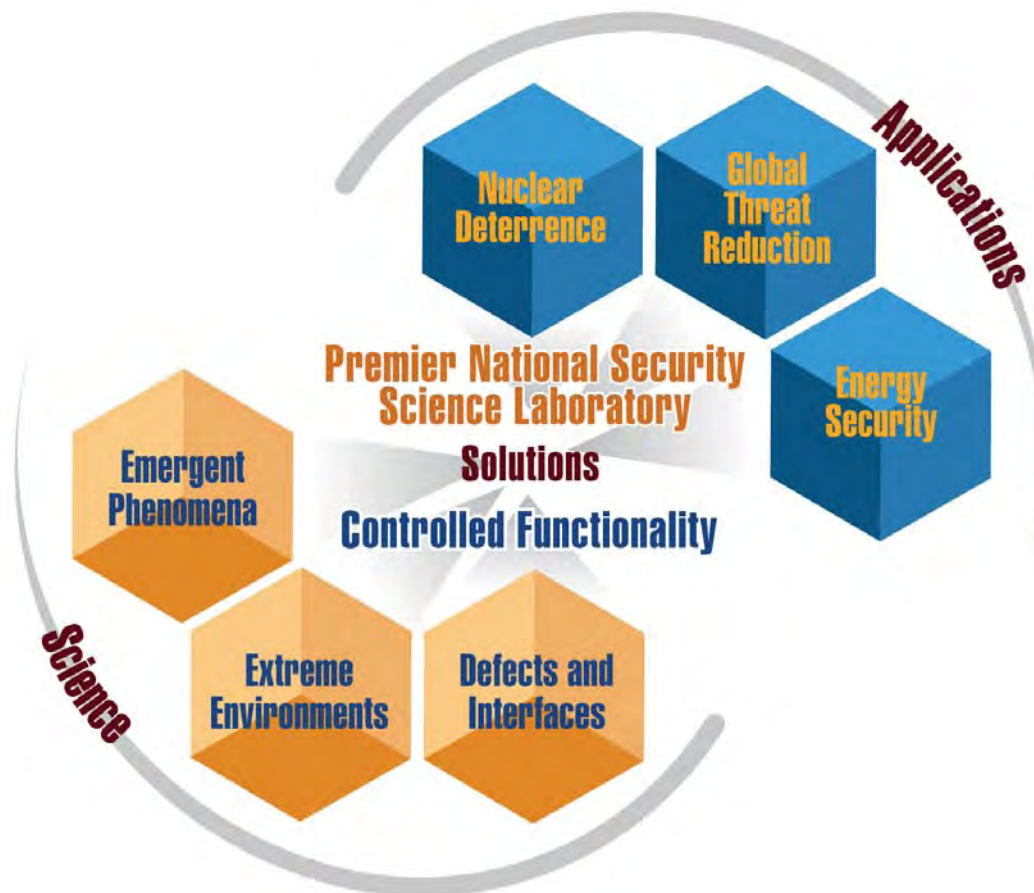 Applications
Nuclear
Deterrence
Global
Threat
Reduction
Energy
Security
Premier National Security
Science Laboratory
Solutions
Controlled Functionality
Emergent
Phenomena
Extreme
Environments
Defects and
Interfaces
Science